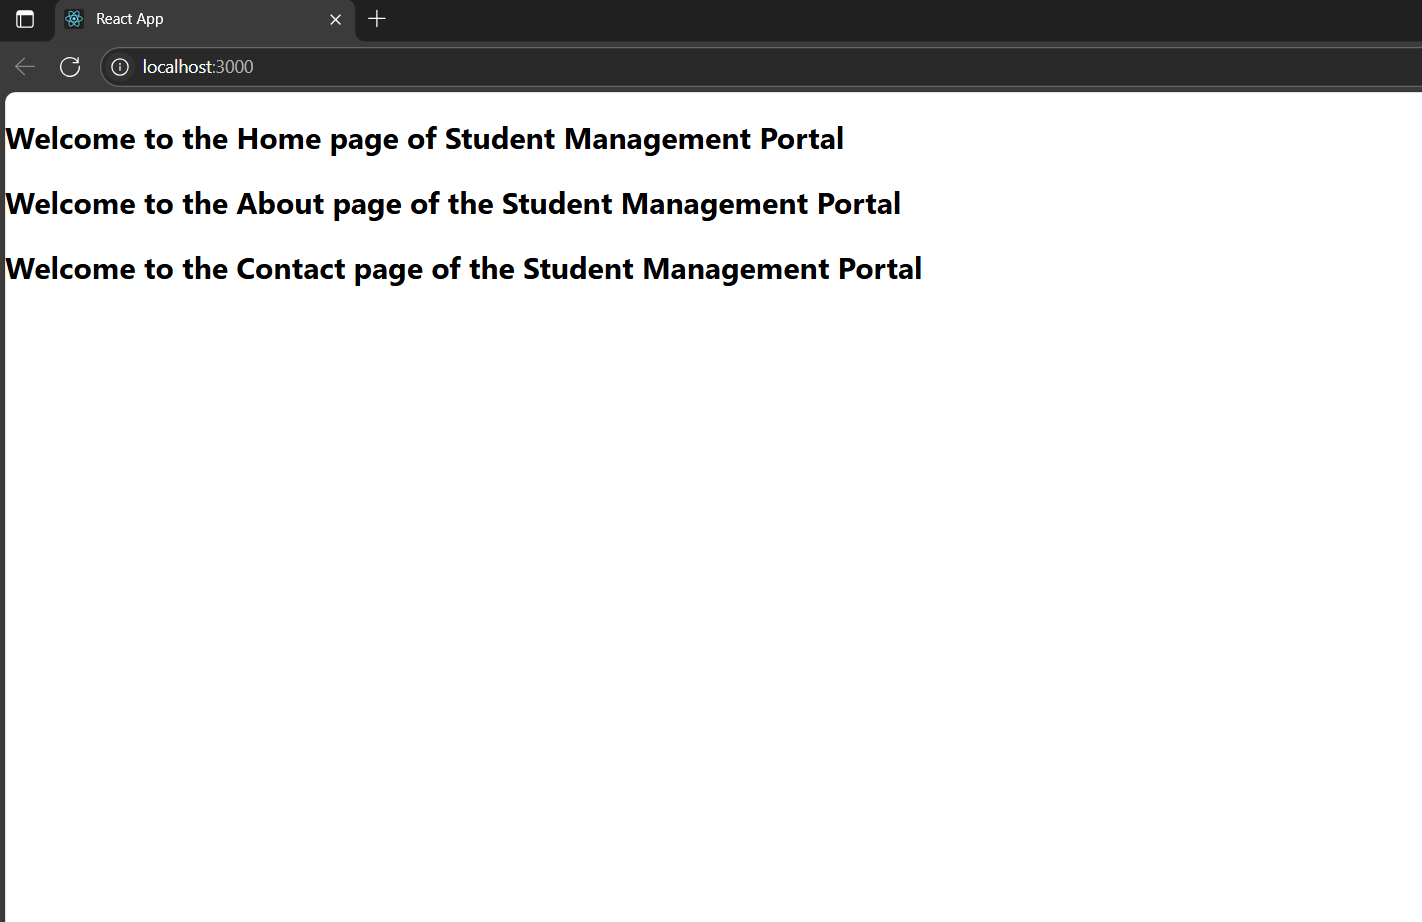 React App
localhost:3000
Welcome to the Home page of Student Management Portal
Welcome to the About page of the Student Management Portal
Welcome to the Contact page of the Student Management Portal